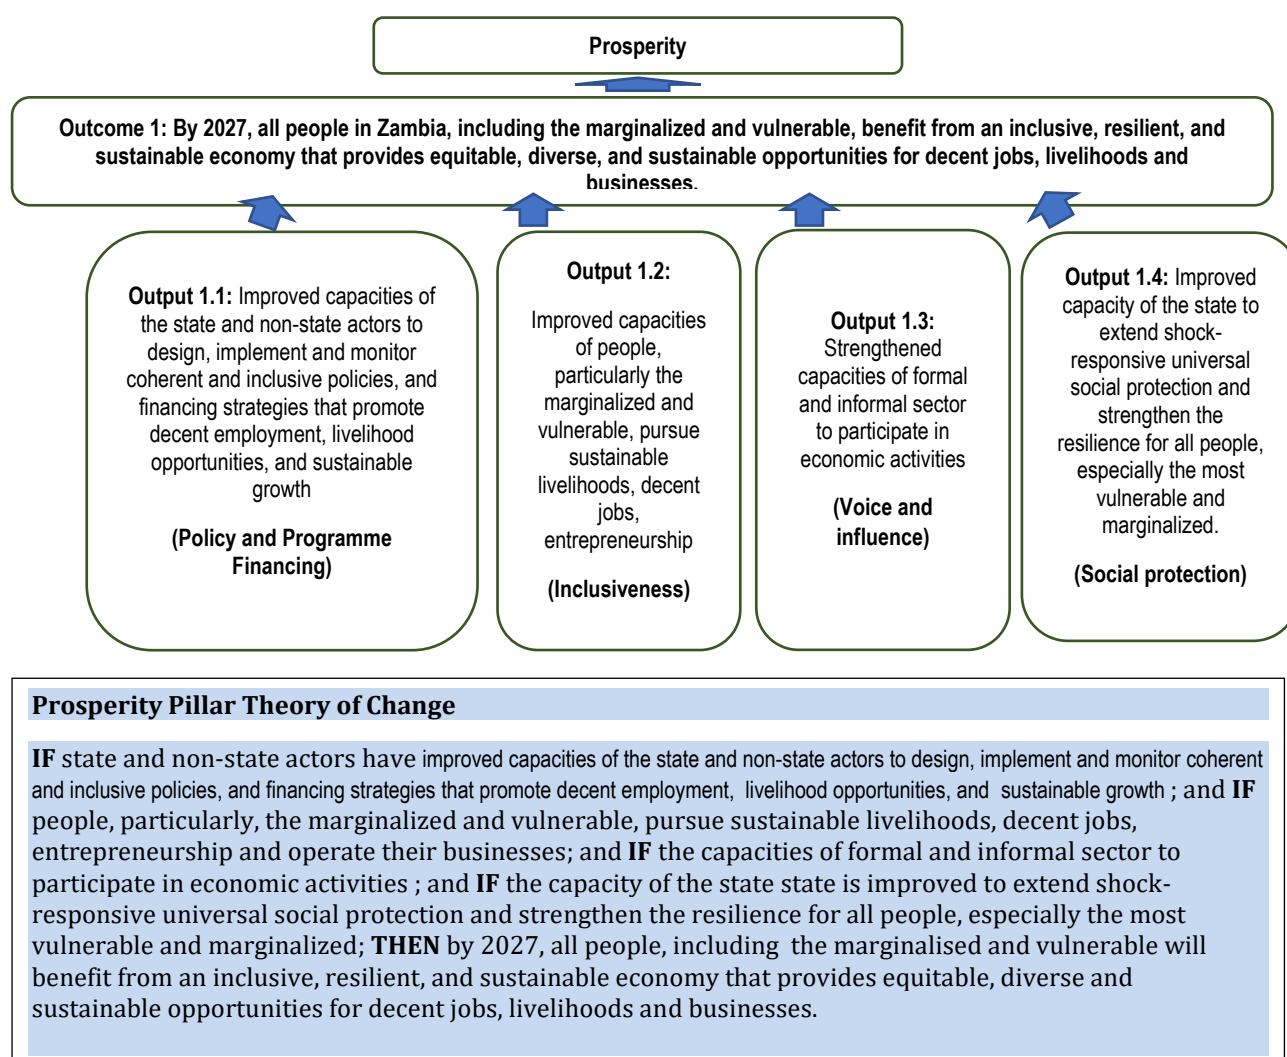 Prosperity
Outcome 1: By 2027, all people in Zambia, including the marginalized and vulnerable, benefit from an inclusive, resilient, and
sustainable economy that provides equitable, diverse, and sustainable opportunities for decent jobs, livelihoods and
businesses.
Output 1.1: Improved capacities of
the state and non-state actors to
design, implement and monitor
coherent and inclusive policies, and
financing strategies that promote
decent employment, livelihood
opportunities, and sustainable
growth
(Policy and Programme
Financing)
Output 1.2:
Improved capacities
of people,
particularly the
marginalized and
vulnerable, pursue
sustainable
livelihoods, decent
jobs,
entrepreneurship
(Inclusiveness)
Output 1.3:
Strengthened
capacities of formal
and informal sector
to participate in
economic activities
(Voice and
influence)
Output 1.4: Improved
capacity of the state to
extend shock-
responsive universal
social protection and
strengthen the
resilience for all people,
especially the most
vulnerable and
marginalized.
(Social protection)
Prosperity Pillar Theory of Change
IF state and non-state actors have improved capacities of the state and non-state actors to design, implement and monitor coherent
and inclusive policies, and financing strategies that promote decent employment, livelihood opportunities, and sustainable growth ; and IF
people, particularly, the marginalized and vulnerable, pursue sustainable livelihoods, decent jobs,
entrepreneurship and operate their businesses; and IF the capacities of formal and informal sector to
participate in economic activities ; and IF the capacity of the state state is improved to extend shock-
responsive universal social protection and strengthen the resilience for all people, especially the most
vulnerable and marginalized; THEN by 2027, all people, including the marginalised and vulnerable will
benefit from an inclusive, resilient, and sustainable economy that provides equitable, diverse and
sustainable opportunities for decent jobs, livelihoods and businesses.